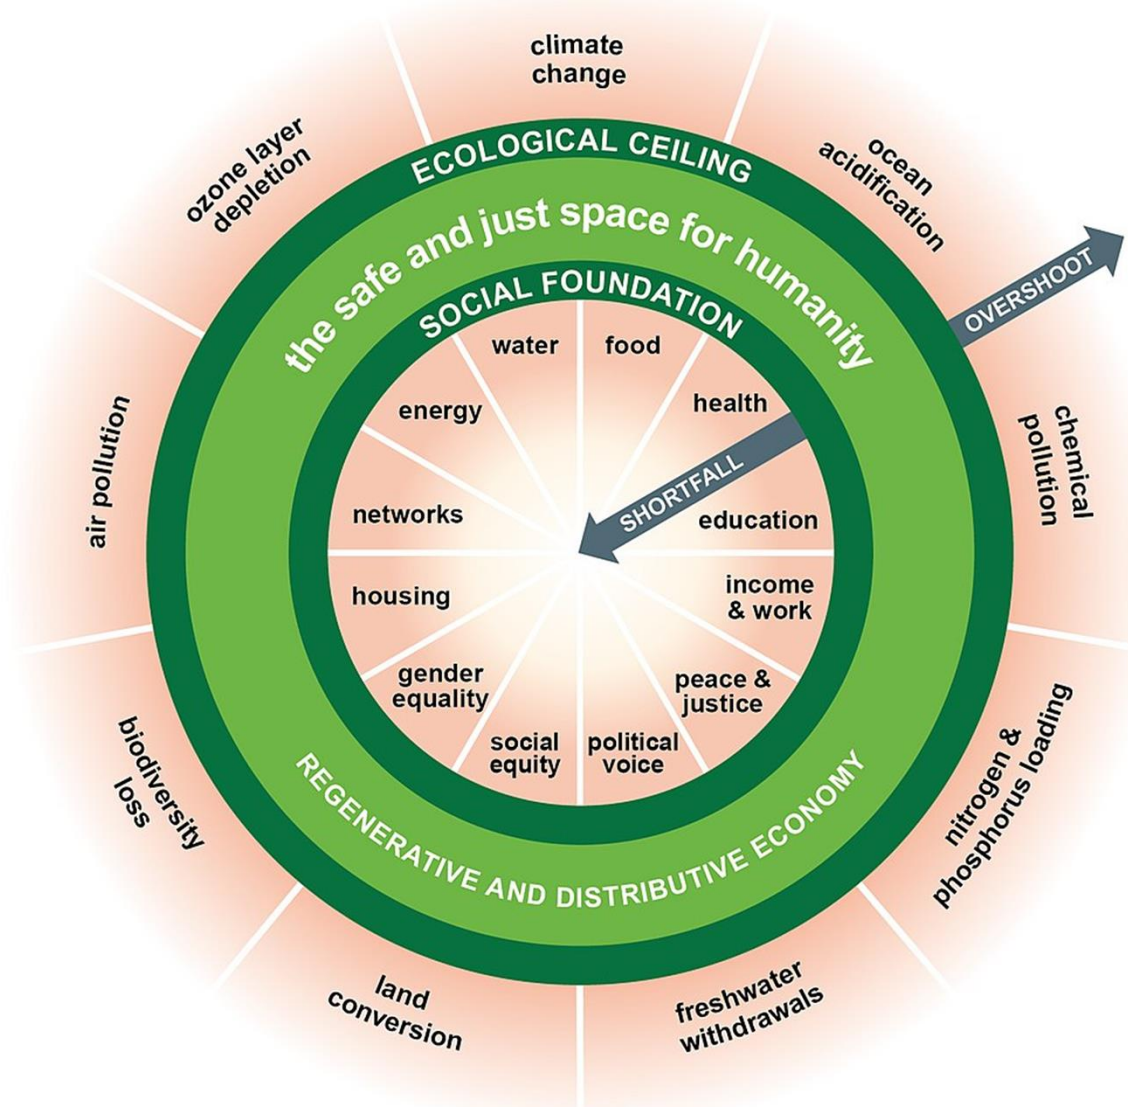 climate
change
ocean
acidification
OVERSHOOT
chemical
pollution
nitrogen &
phosphorus loading
freshwater
withdrawals
land
conversion
biodiversity
loss
air pollution
ozone layer
depletion
ECOLOGICAL CEILING
the safe and just space for humanity
SOCIAL FOUNDATION
water
food
health
SHORTFALL
education
income
& work
peace &
justice
political
voice
social
equity
gender
equality
housing
networks
energy
REGENERATIVE AND DISTRIBUTIVE ECONOMY